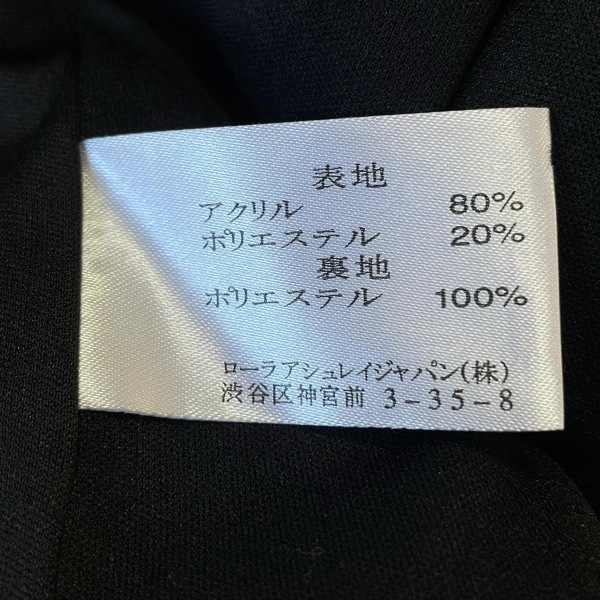 表地
アクリル 80%
ポリエステル 20%
裏地
ポリエステル 100%
ローラアシュレイジャパン(株)
渋谷区神宮前 3-35-8